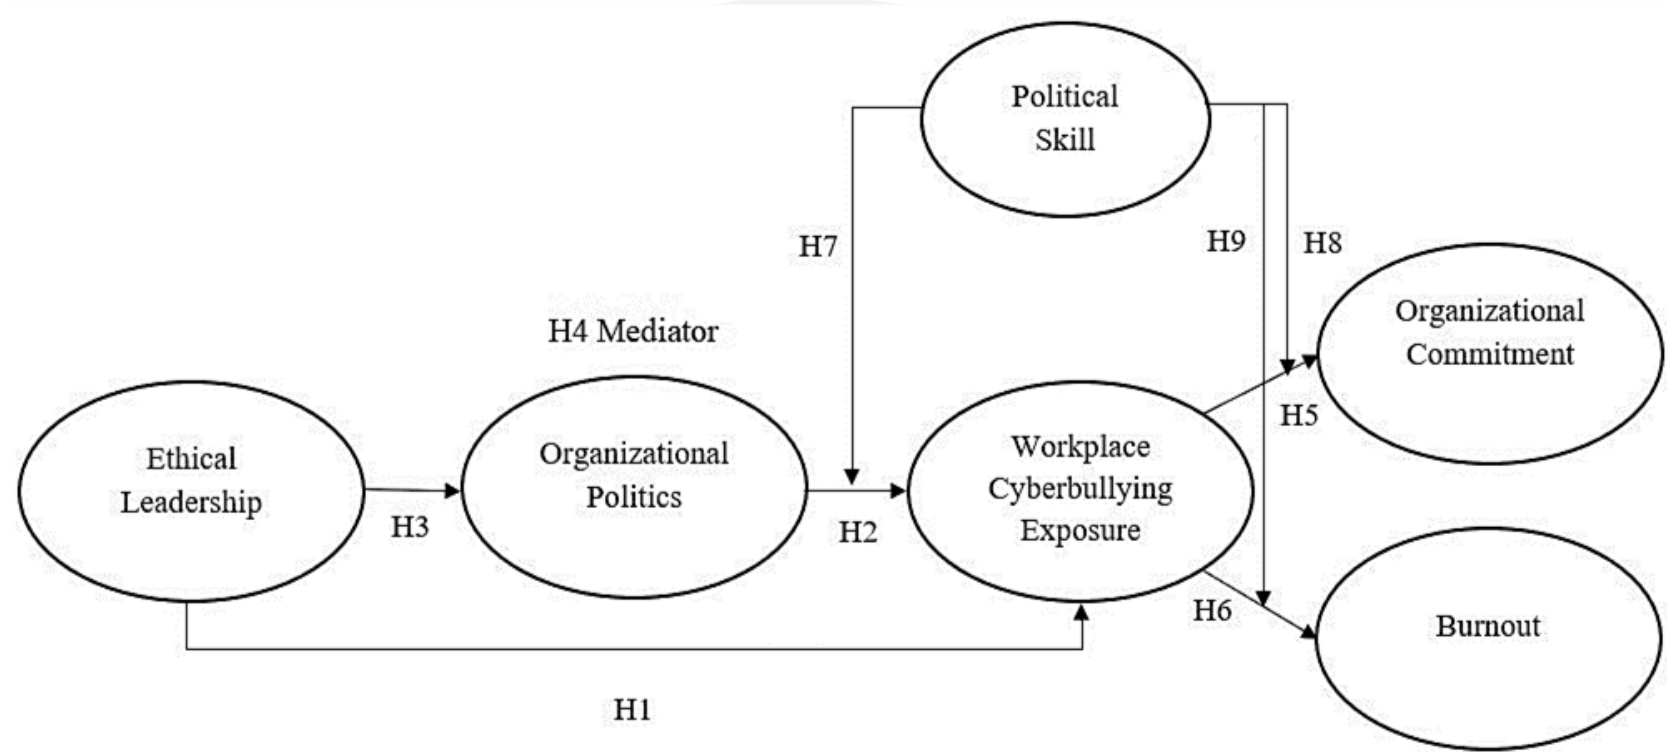 Political
Skill
H7
H9
H8
Organizational
Commitment
H4 Mediator
H5
Ethical
Leadership
H3
Organizational
Politics
H2
Workplace
Cyberbullying
Exposure
H6
Burnout
H1